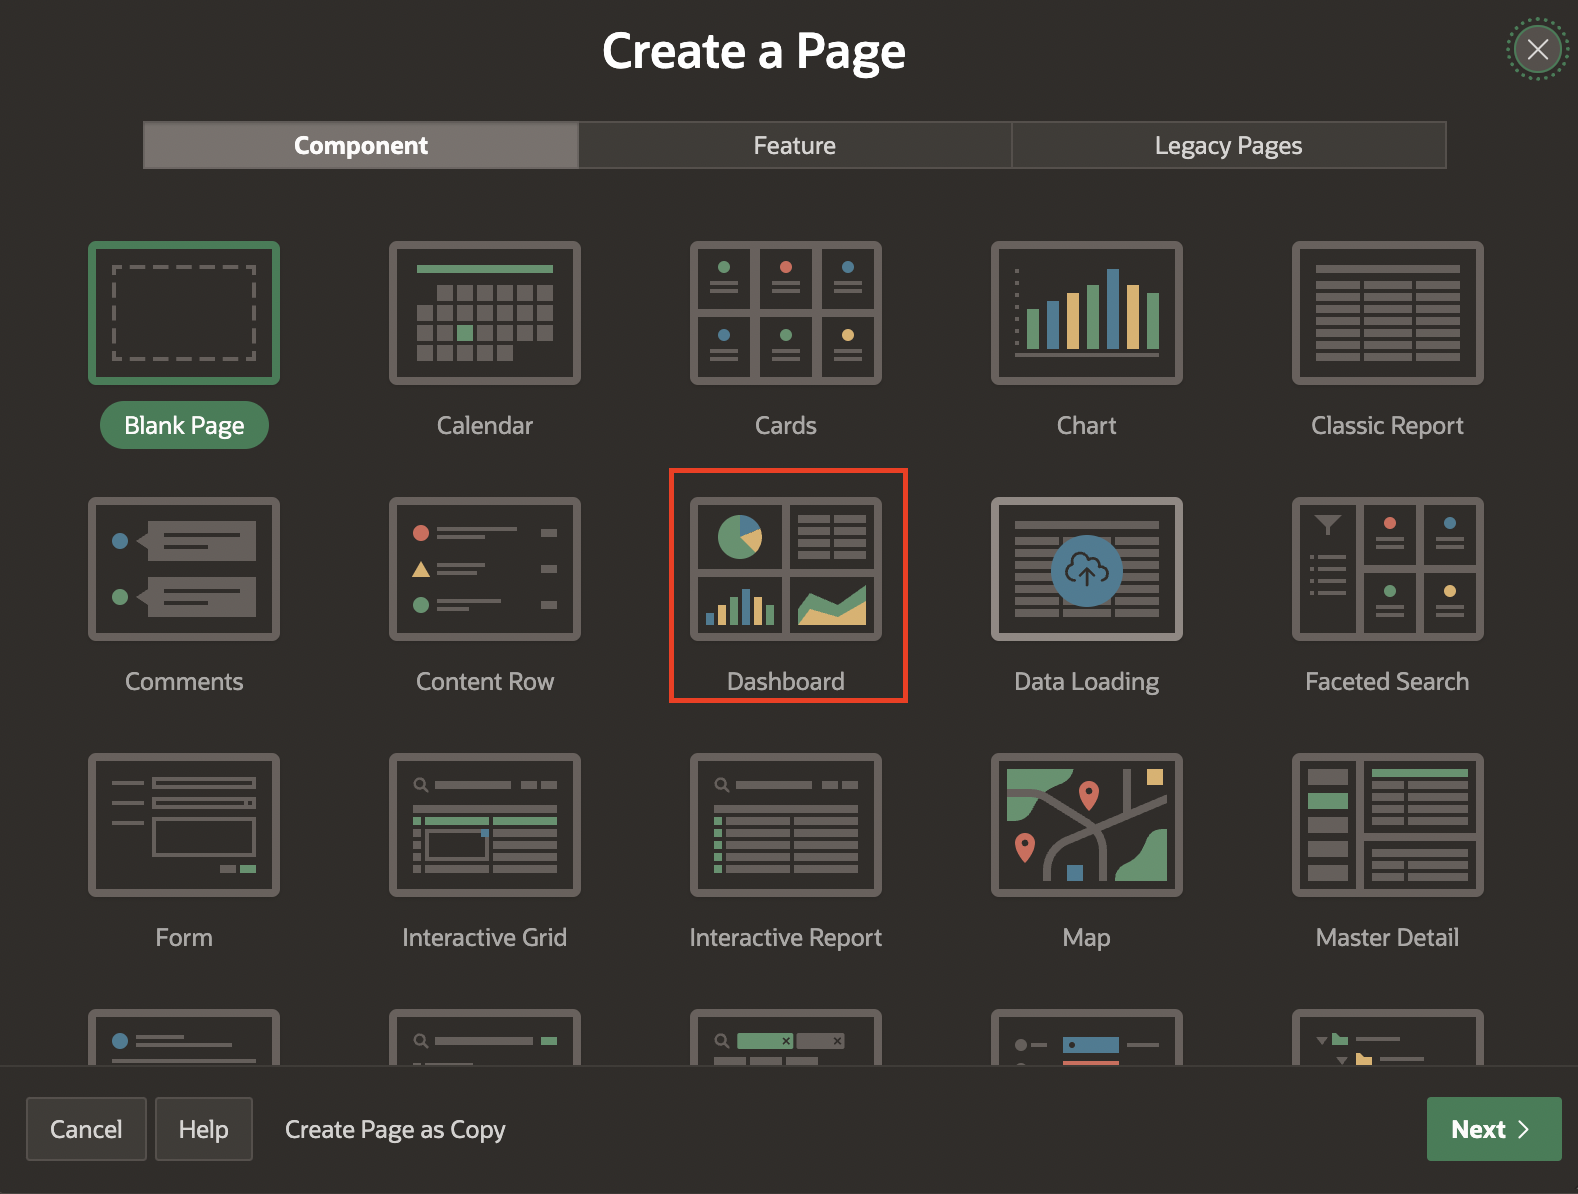 Create a Page
Component
Feature
Legacy Pages
Blank Page
Calendar
Cards
Chart
Classic Report
Comments
Content Row
Dashboard
Data Loading
Faceted Search
Form
Interactive Grid
Interactive Report
Map
Master Detail
Cancel
Help
Create Page as Copy
Next